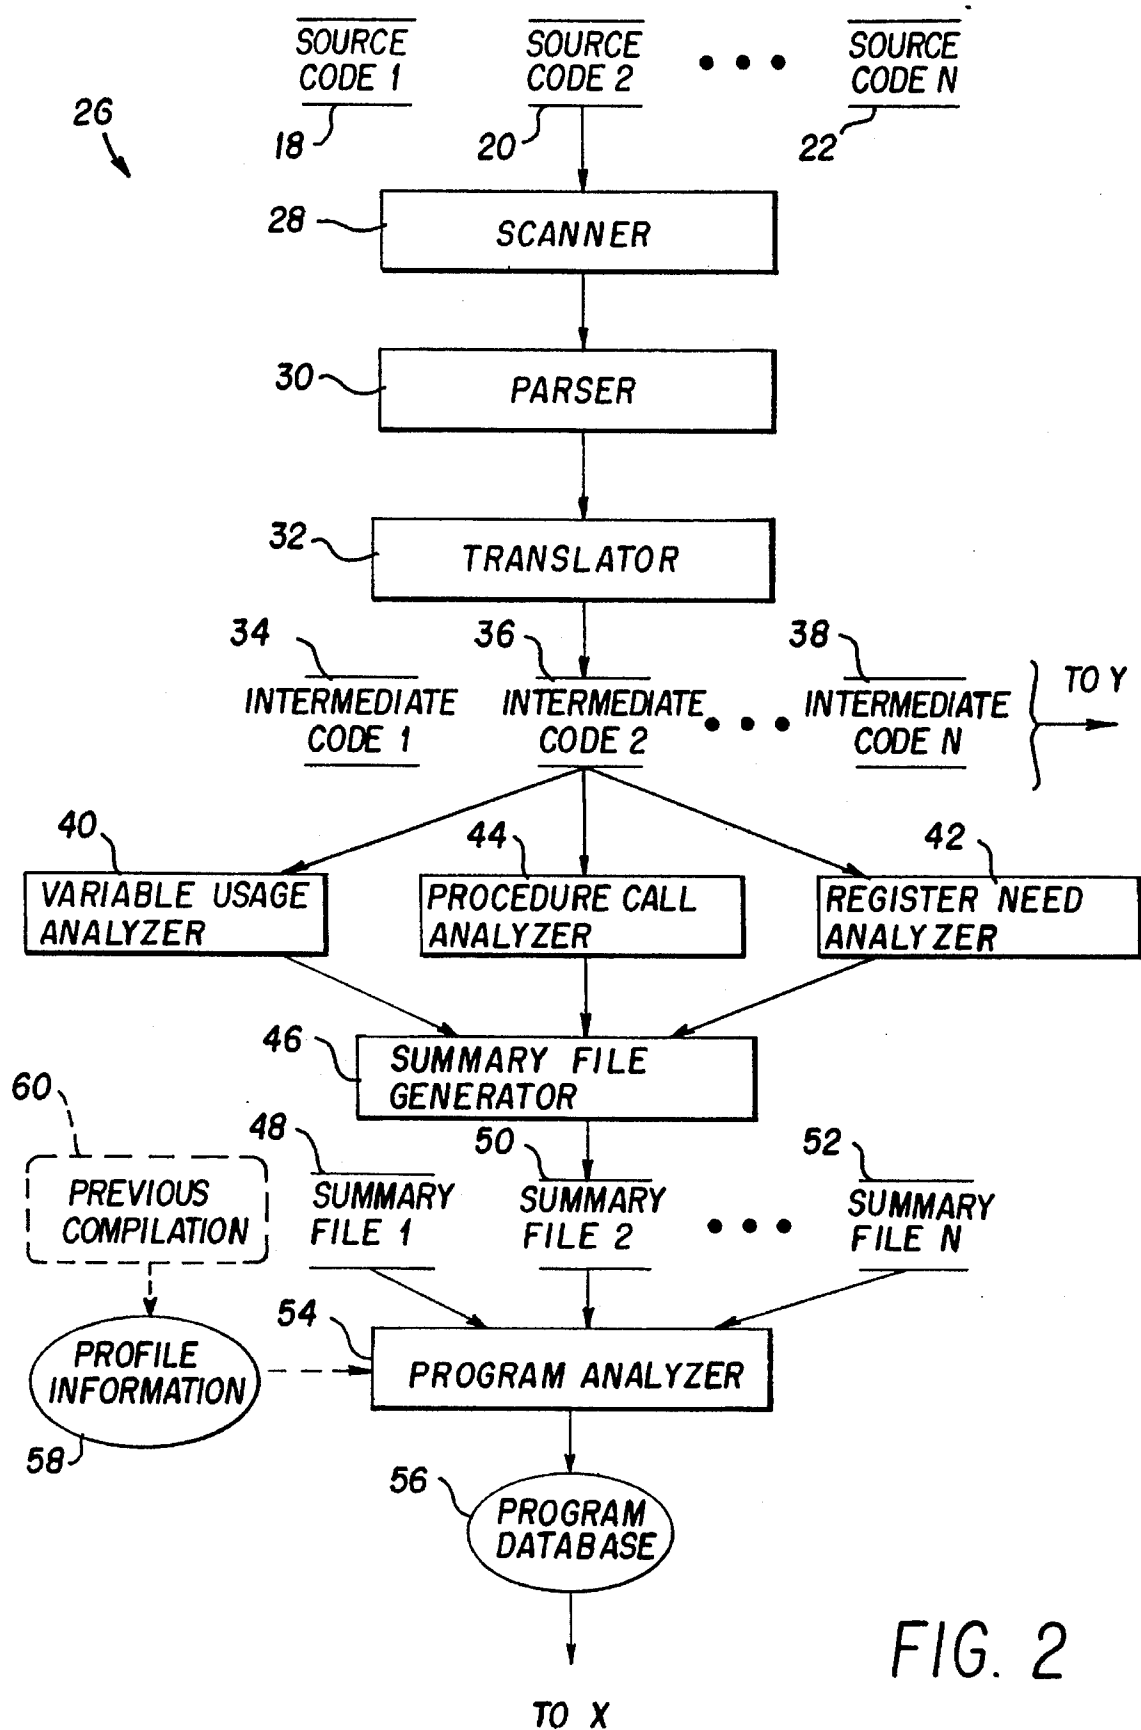 SOURCE
CODE 1
SOURCE
CODE 2
SOURCE
CODE N
26
18
20
22
28
SCANNER
30
PARSER
32
TRANSLATOR
34
36
38
INTERMEDIATE
CODE 1
INTERMEDIATE
CODE 2
INTERMEDIATE
CODE N
TO Y
40
44
42
VARIABLE USAGE
ANALYZER
PROCEDURE CALL
ANALYZER
REGISTER NEED
ANALYZER
46
SUMMARY FILE
GENERATOR
60
48
50
52
PREVIOUS
COMPILATION
SUMMARY
FILE 1
SUMMARY
FILE 2
SUMMARY
FILE N
54
PROFILE
INFORMATION
PROGRAM ANALYZER
58
56
PROGRAM
DATABASE
FIG. 2
TO X